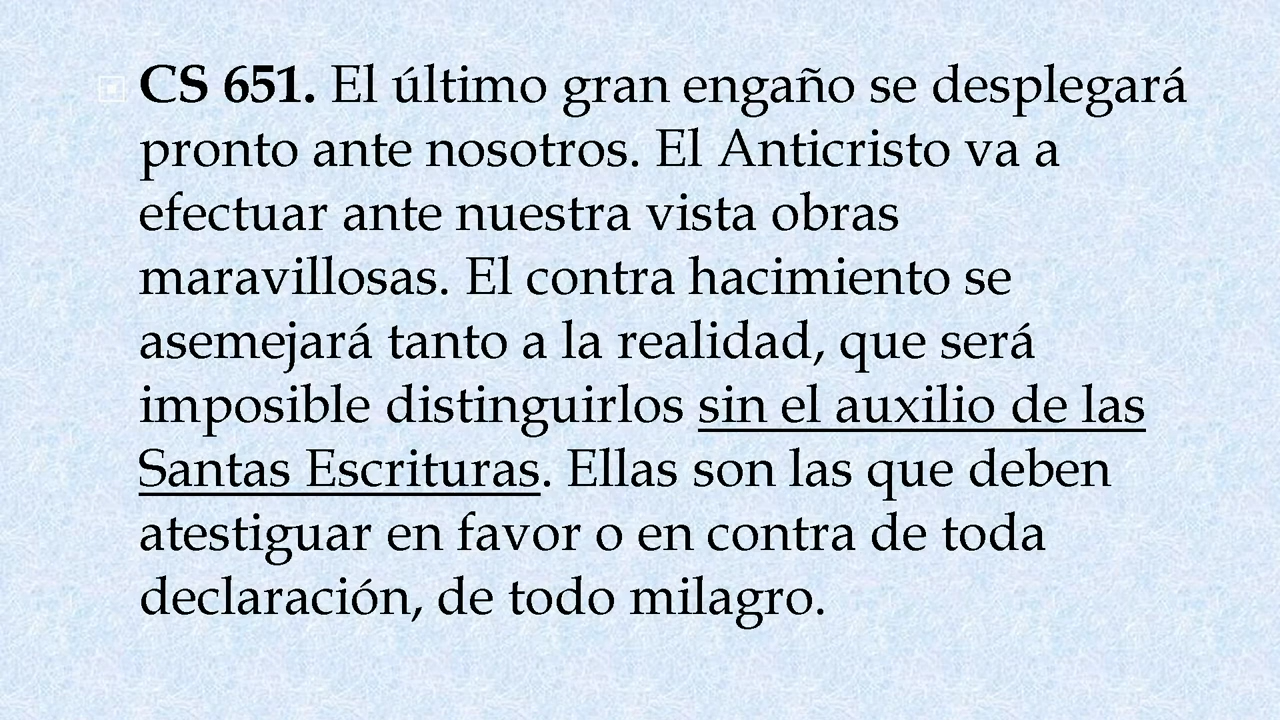 CS 651. El último gran engaño se desplegará
pronto ante nosotros. El Anticristo va a
efectuar ante nuestra vista obras
maravillosas. El contra hacimiento se
asemejará tanto a la realidad, que será
imposible distinguirlos sin el auxilio de las
Santas Escrituras. Ellas son las que deben
atestiguar en favor o en contra de toda
declaración, de todo milagro.